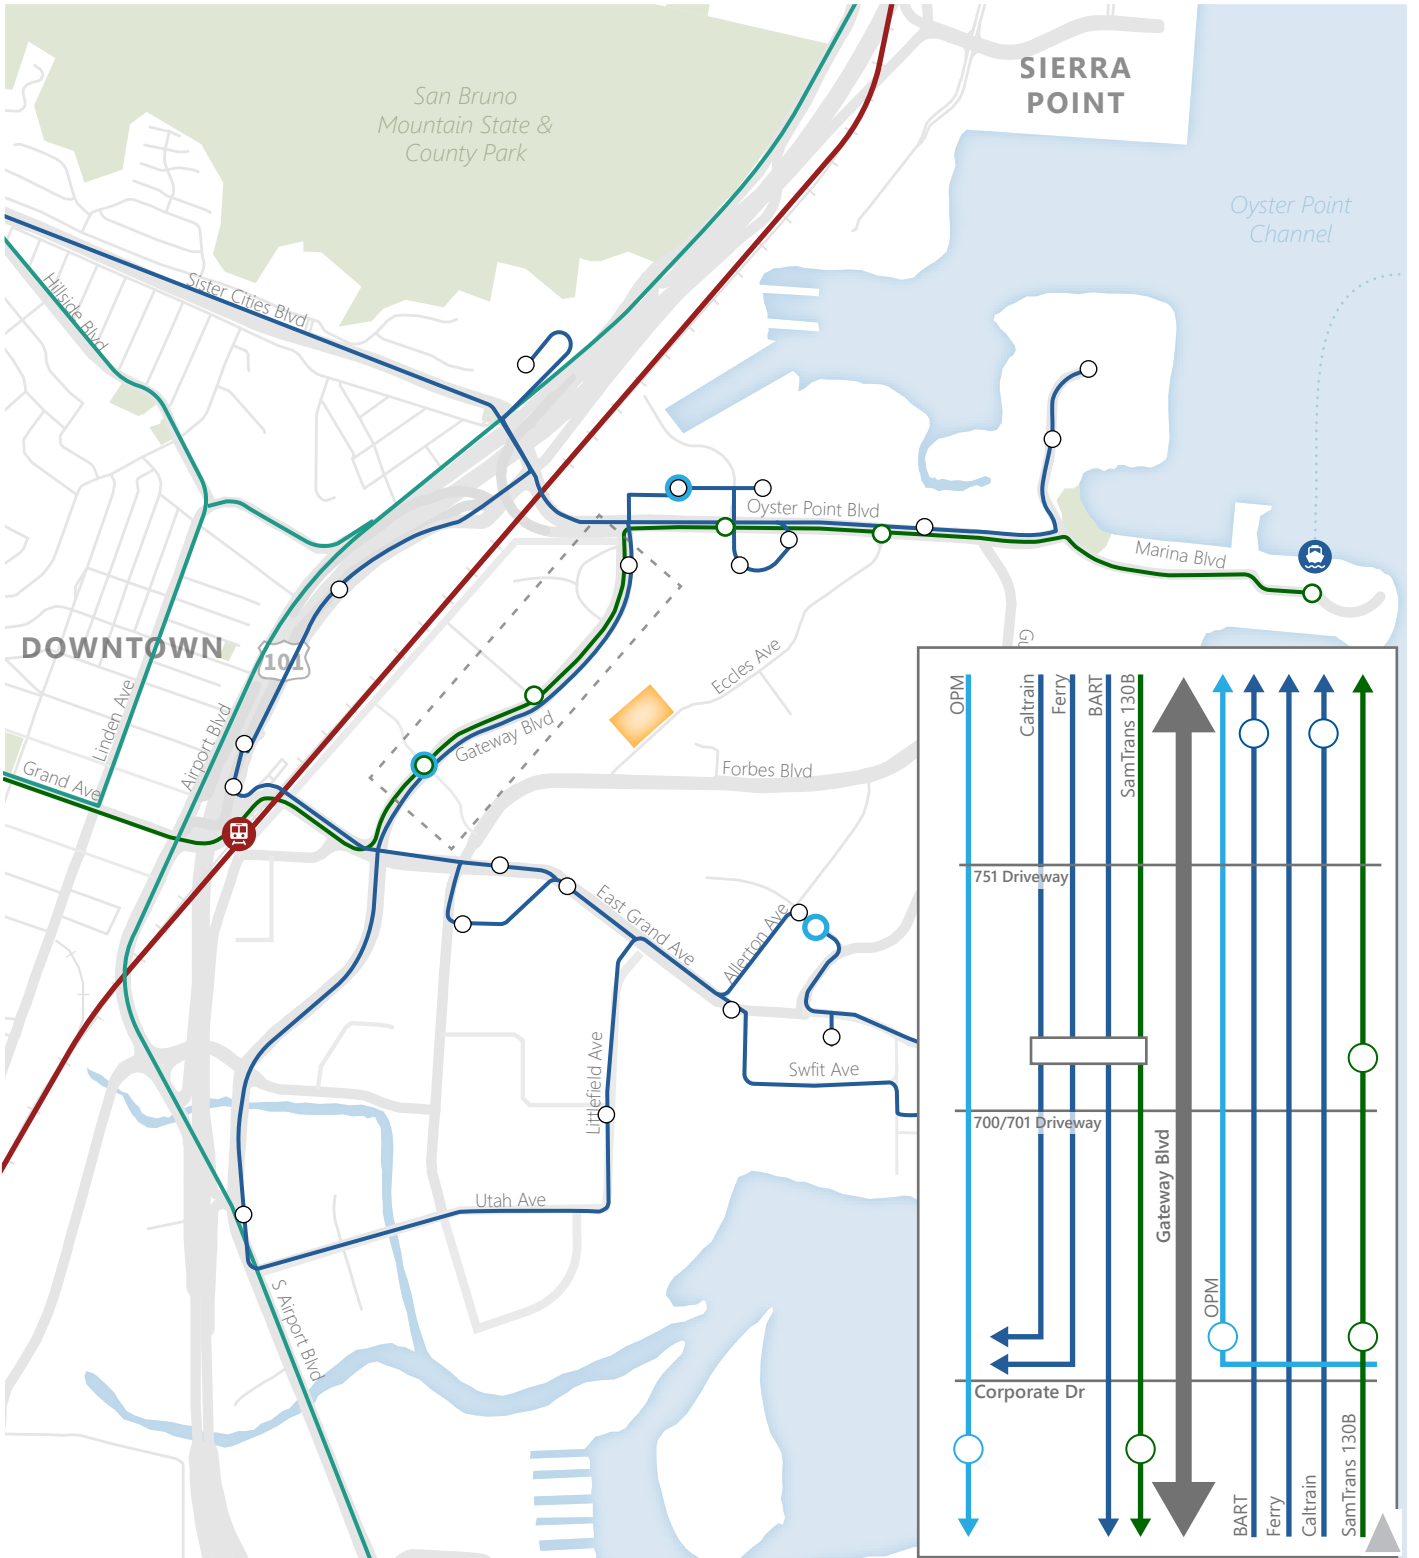 SIERRA
POINT
San Bruno
Mountain State &
County Park
Oyster Point
Channel
Sister Cities Blvd
Hillside Blvd
Oyster Point Blvd
Marina Blvd
DOWNTOWN
101
Gu
Eccles Ave
Linden Ave
Airport Blvd
Gateway Blvd
Grand Ave
Forbes Blvd
East Grand Ave
Allerton Ave
Littlefield Ave
Swfit Ave
Utah Ave
S Airport Blvd
OPM
Caltrain
Ferry
BART
SamTrans 130B
751 Driveway
700/701 Driveway
Gateway Blvd
OPM
Corporate Dr
BART
Ferry
Caltrain
SamTrans 130B